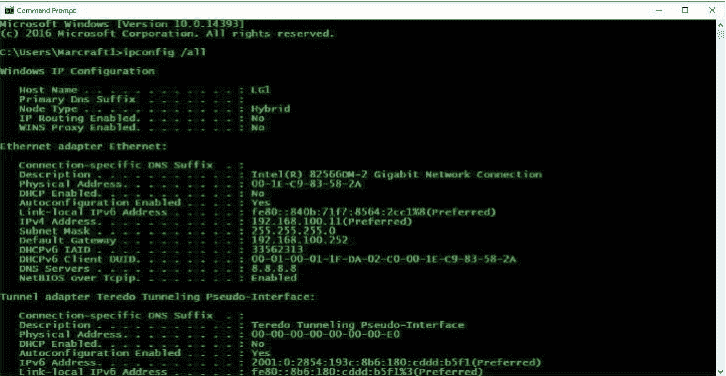 Command Prompt
Microsoft Windows [Version 10.0.14393]
(c) 2016 Microsoft Corporation. All rights reserved.
C:\Users\Marcraft1>ipconfig /all
Windows IP Configuration
Host Name . . . . . . . . . . . . : LG1
Primary Dns Suffix . . . . . . . :
Node Type . . . . . . . . . . . . : Hybrid
IP Routing Enabled. . . . . . . . : No
WINS Proxy Enabled. . . . . . . . : No
Ethernet adapter Ethernet:
Connection-specific DNS Suffix . :
Description . . . . . . . . . . . : Intel(R) 82566DM-2 Gigabit Network Connection
Physical Address. . . . . . . . . : 00-1E-C9-83-58-2A
DHCP Enabled. . . . . . . . . . . : No
Autoconfiguration Enabled . . . . : Yes
Link-local IPv6 Address . . . . . : fe80::840b:71f7:8564:2cc1%8(Preferred)
IPv4 Address. . . . . . . . . . . : 192.168.100.11(Preferred)
Subnet Mask . . . . . . . . . . . : 255.255.255.0
Default Gateway . . . . . . . . . : 192.168.100.252
DHCPv6 IAID . . . . . . . . . . . : 33562313
DHCPv6 Client DUID. . . . . . . . : 00-01-00-01-1F-DA-02-C0-00-1E-C9-83-58-2A
DNS Servers . . . . . . . . . . . : 8.8.8.8
NetBIOS over Tcpip. . . . . . . . : Enabled
Tunnel adapter Teredo Tunneling Pseudo-Interface:
Connection-specific DNS Suffix . :
Description . . . . . . . . . . . : Teredo Tunneling Pseudo-Interface
Physical Address. . . . . . . . . : 00-00-00-00-00-00-00-E0
DHCP Enabled. . . . . . . . . . . : No
Autoconfiguration Enabled . . . . : Yes
IPv6 Address. . . . . . . . . . . : 2001:0:2854:193c:8b6:180:cddd:b5f1(Preferred)
Link-local IPv6 Address . . . . . : fe80::8b6:180:cddd:b5f1%3(Preferred)